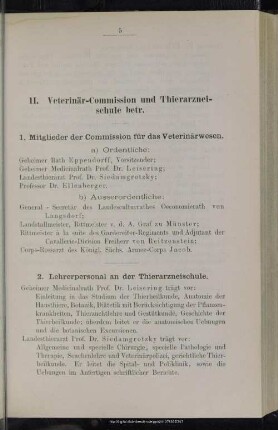 5
II. Veterinär-Commission und Thierarznei-
schule betr.
1. Mitglieder der Commission für das Veterinärwesen.
a) Ordentliche:
Geheimer Rath Eppendorff, Vorsitzender;
Geheimer Medicinalrath Prof. Dr. Leisering;
Landesthierarzt Prof. Dr. Siedamgrotzky;
Professor Dr. Ellenberger.
b) Ausserordentliche:
General-Secretär des Landesculturrathes Oeconomierath von
Langsdorff;
Landstallmeister, Rittmeister z. d. A. Graf zu Münster;
Rittmeister à la suite des Gardereiter-Regiments und Adjutant der
Cavallerie-Division Freiherr von Reitzenstein;
Corps-Rossarzt des Königl. Sächs. Armee-Corps Jacob.
2. Lehrerpersonal an der Thierarzneischule.
Geheimer Medicinalrath Prof. Dr. Leisering trägt vor:
Einleitung in das Studium der Thierheilkunde, Anatomie der
Hausthiere, Botanik, Diätetik mit Berücksichtigung der Pflanzen-
krankheiten, Thierzuchtlehre und Gestütskunde, Geschichte der
Thierheilkunde; überdem leitet er die anatomischen Uebungen
und die botanischen Excursionen.
Landesthierarzt Prof. Dr. Siedamgrotzky trägt vor:
Allgemeine und specielle Chirurgie, specielle Pathologie und
Therapie, Seuchenlehre und Veterinärpolizei, gerichtliche Thier-
heilkunde. Er leitet die Spital- und Poliklinik, sowie die
Uebungen im Anfertigen schriftlicher Berichte.